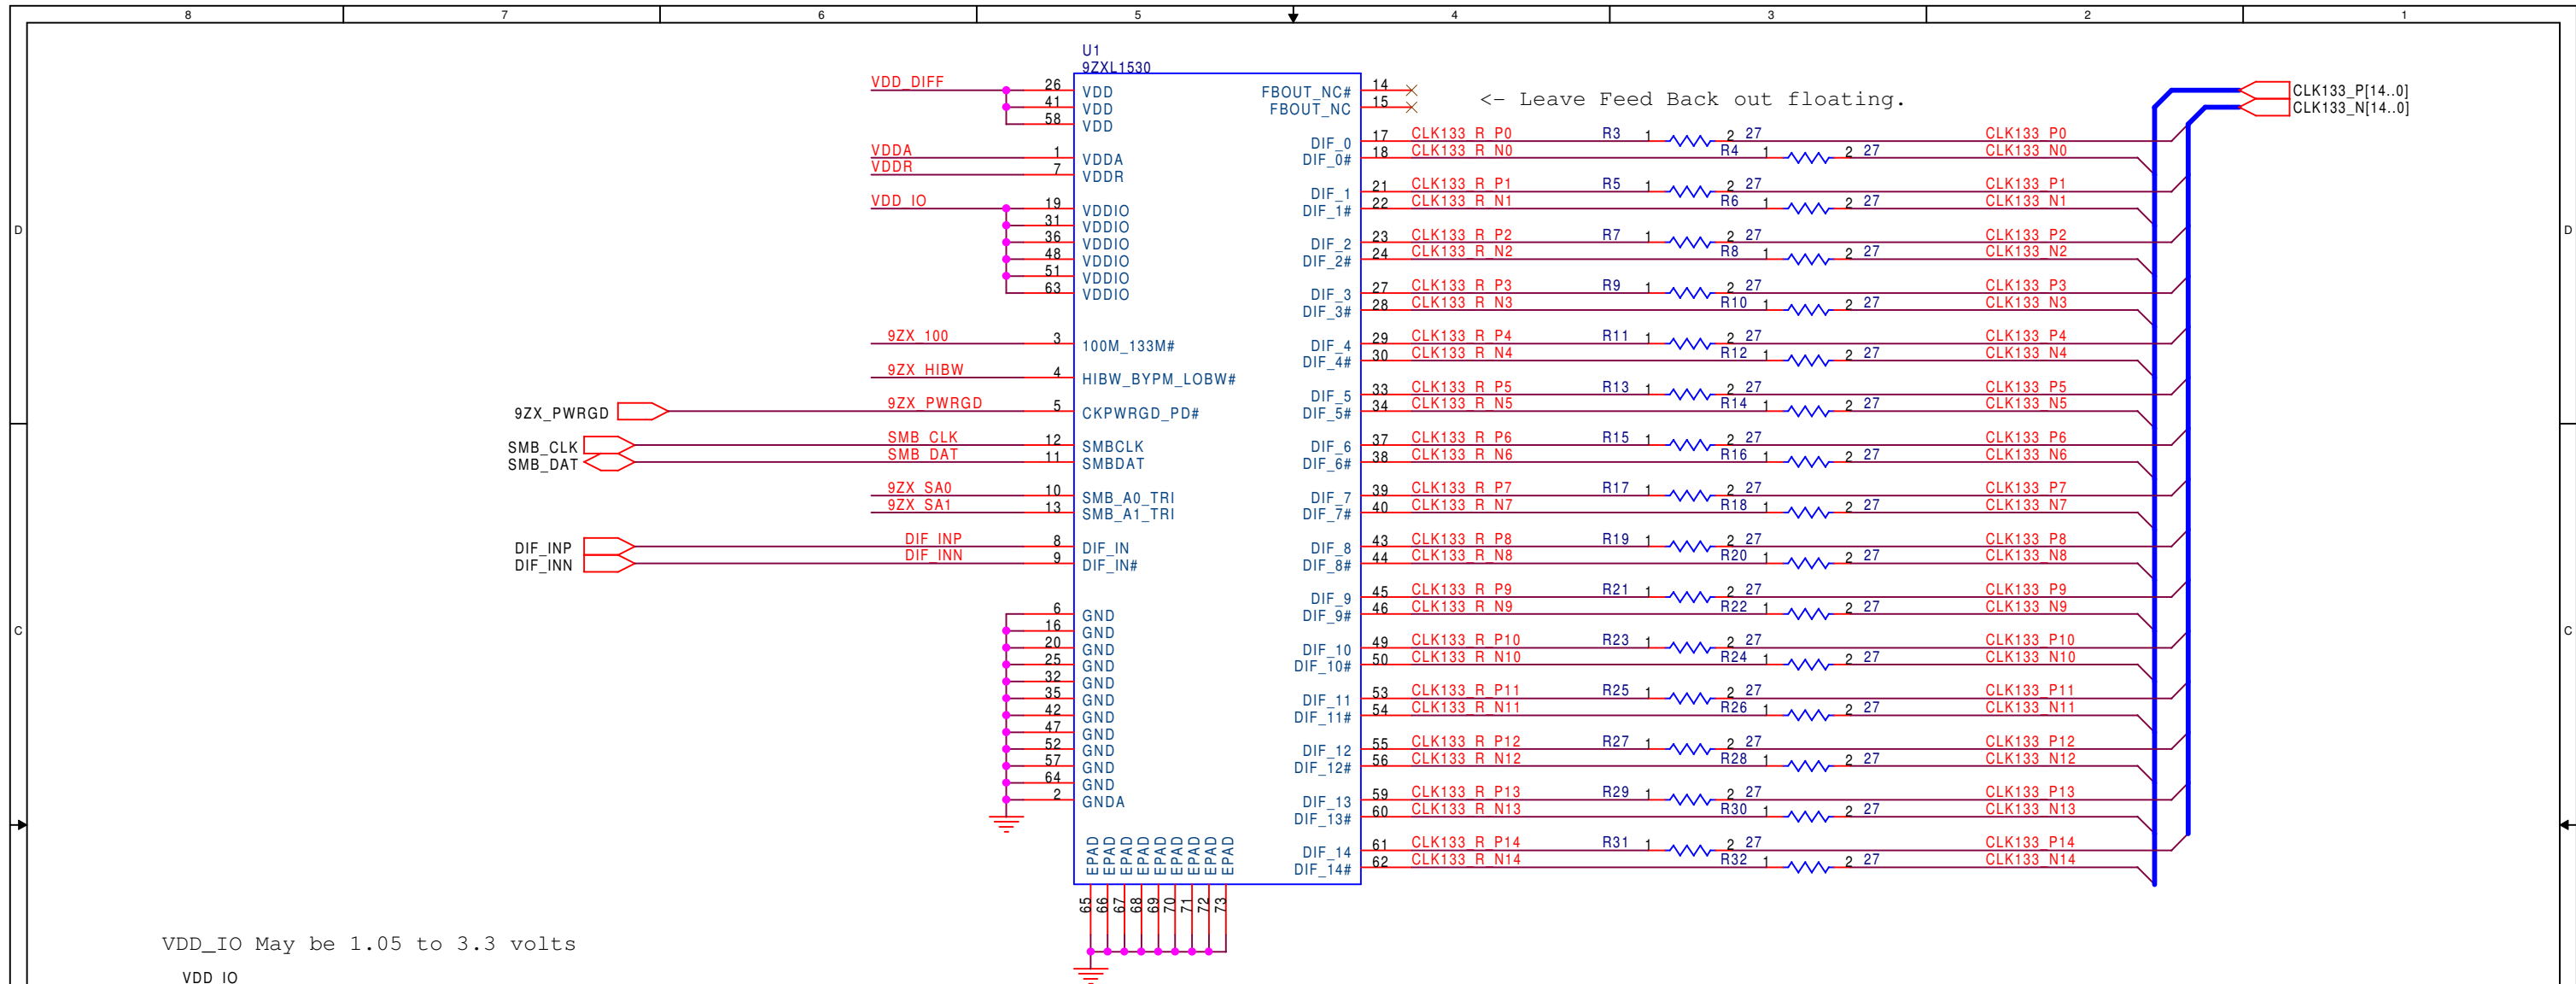 8 7 6 5 4 3 2 1
U1
9ZXL1530
VDD_DIFF 26 VDD
41 VDD
58 VDD
VDDA 1 VDDA
VDDR 7 VDDR
VDD_IO 19 VDDIO
31 VDDIO
36 VDDIO
48 VDDIO
51 VDDIO
63 VDDIO
9ZX_100 3 100M_133M#
9ZX_HIBW 4 HIBW_BYPM_LOBW#
9ZX_PWRGD 9ZX_PWRGD 5 CKPWRGD_PD#
SMB_CLK SMB_CLK 12 SMBCLK
SMB_DAT SMB_DAT 11 SMBDAT
9ZX_SA0 10 SMB_A0_TRI
9ZX_SA1 13 SMB_A1_TRI
DIF_INP DIF_INP 8 DIF_IN
DIF_INN DIF_INN 9 DIF_IN#
6 GND
16 GND
20 GND
25 GND
32 GND
35 GND
42 GND
47 GND
52 GND
57 GND
64 GND
2 GNDA
EPAD EPAD EPAD EPAD EPAD EPAD EPAD EPAD EPAD
65 66 67 68 69 70 71 72 73
FBOUT_NC# 14
FBOUT_NC 15
<- Leave Feed Back out floating.
CLK133_P[14..0]
CLK133_N[14..0]
DIF_0 17 CLK133_R_P0 R3 1 2 27 CLK133_P0
DIF_0# 18 CLK133_R_N0 R4 1 2 27 CLK133_N0
DIF_1 21 CLK133_R_P1 R5 1 2 27 CLK133_P1
DIF_1# 22 CLK133_R_N1 R6 1 2 27 CLK133_N1
DIF_2 23 CLK133_R_P2 R7 1 2 27 CLK133_P2
DIF_2# 24 CLK133_R_N2 R8 1 2 27 CLK133_N2
DIF_3 27 CLK133_R_P3 R9 1 2 27 CLK133_P3
DIF_3# 28 CLK133_R_N3 R10 1 2 27 CLK133_N3
DIF_4 29 CLK133_R_P4 R11 1 2 27 CLK133_P4
DIF_4# 30 CLK133_R_N4 R12 1 2 27 CLK133_N4
DIF_5 33 CLK133_R_P5 R13 1 2 27 CLK133_P5
DIF_5# 34 CLK133_R_N5 R14 1 2 27 CLK133_N5
DIF_6 37 CLK133_R_P6 R15 1 2 27 CLK133_P6
DIF_6# 38 CLK133_R_N6 R16 1 2 27 CLK133_N6
DIF_7 39 CLK133_R_P7 R17 1 2 27 CLK133_P7
DIF_7# 40 CLK133_R_N7 R18 1 2 27 CLK133_N7
DIF_8 43 CLK133_R_P8 R19 1 2 27 CLK133_P8
DIF_8# 44 CLK133_R_N8 R20 1 2 27 CLK133_N8
DIF_9 45 CLK133_R_P9 R21 1 2 27 CLK133_P9
DIF_9# 46 CLK133_R_N9 R22 1 2 27 CLK133_N9
DIF_10 49 CLK133_R_P10 R23 1 2 27 CLK133_P10
DIF_10# 50 CLK133_R_N10 R24 1 2 27 CLK133_N10
DIF_11 53 CLK133_R_P11 R25 1 2 27 CLK133_P11
DIF_11# 54 CLK133_R_N11 R26 1 2 27 CLK133_N11
DIF_12 55 CLK133_R_P12 R27 1 2 27 CLK133_P12
DIF_12# 56 CLK133_R_N12 R28 1 2 27 CLK133_N12
DIF_13 59 CLK133_R_P13 R29 1 2 27 CLK133_P13
DIF_13# 60 CLK133_R_N13 R30 1 2 27 CLK133_N13
DIF_14 61 CLK133_R_P14 R31 1 2 27 CLK133_P14
DIF_14# 62 CLK133_R_N14 R32 1 2 27 CLK133_N14
D D
C C
VDD_IO May be 1.05 to 3.3 volts
VDD_IO